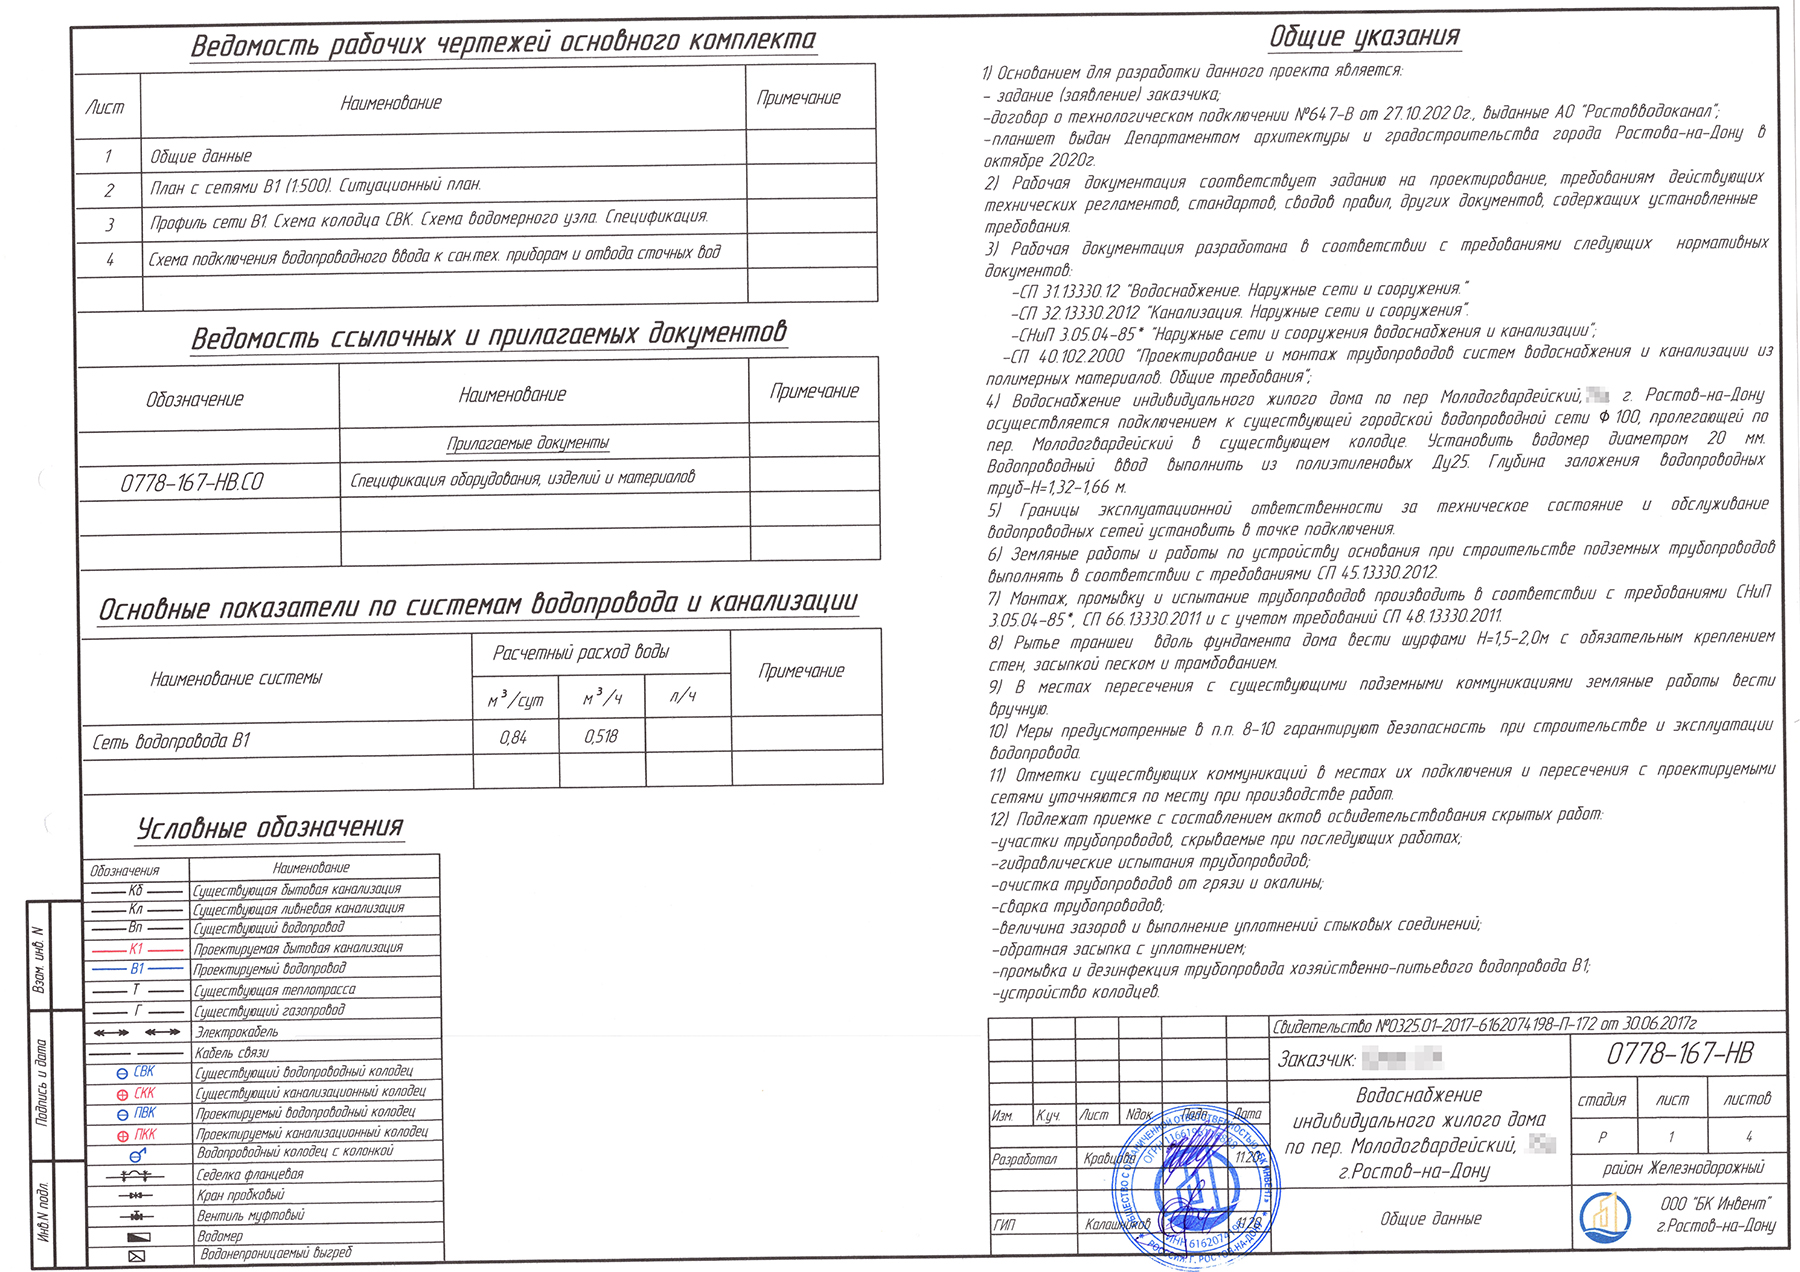 Ведомость рабочих чертежей основного комплекта
Лист Наименование Примечание
1 Общие данные
2 План с сетями В1 (1:500). Ситуационный план.
3 Профиль сети В1. Схема колодца СВК. Схема водомерного узла. Спецификация.
4 Схема подключения водопроводного ввода к сан.тех. приборам и отвода сточных вод
Ведомость ссылочных и прилагаемых документов
Обозначение Наименование Примечание
Прилагаемые документы
0778-167-НВ.СО Спецификация оборудования, изделий и материалов
Основные показатели по системам водопровода и канализации
Наименование системы Расчетный расход воды Примечание
м³/сут м³/ч л/ч
Сеть водопровода В1 0,84 0,518
Условные обозначения
Обозначения Наименование
Кб Существующая бытовая канализация
Кл Существующая ливневая канализация
Вп Существующий водопровод
К1 Проектируемая бытовая канализация
В1 Проектируемый водопровод
Т Существующая теплотрасса
Г Существующий газопровод
Электрокабель
Кабель связи
СВК Существующий водопроводный колодец
СКК Существующий канализационный колодец
ПВК Проектируемый водопроводный колодец
ПКК Проектируемый канализационный колодец
Водопроводный колодец с колонкой
Седелка фланцевая
Кран пробковый
Вентиль муфтовый
Водомер
Водонепроницаемый выгреб
Взам. инв. N
Подпись и дата
Инв.N подл.
Общие указания
1) Основанием для разработки данного проекта является:
- задание (заявление) заказчика;
-договор о технологическом подключении №647-В от 27.10.2020г., выданные АО "Ростовводоканал";
-планшет выдан Департаментом архитектуры и градостроительства города Ростова-на-Дону в
октябре 2020г.
2) Рабочая документация соответствует заданию на проектирование, требованиям действующих
технических регламентов, стандартов, сводов правил, других документов, содержащих установленные
требования.
3) Рабочая документация разработана в соответствии с требованиями следующих нормативных
документов:
-СП 31.13330.12 "Водоснабжение. Наружные сети и сооружения."
-СП 32.13330.2012 "Канализация. Наружные сети и сооружения".
-СНиП 3.05.04-85* "Наружные сети и сооружения водоснабжения и канализации";
-СП 40.102.2000 "Проектирование и монтаж трубопроводов систем водоснабжения и канализации из
полимерных материалов. Общие требования";
4) Водоснабжение индивидуального жилого дома по пер Молодогвардейский, г. Ростов-на-Дону
осуществляется подключением к существующей городской водопроводной сети Ф100, пролегающей по
пер. Молодогвардейский в существующем колодце. Установить водомер диаметром 20 мм.
Водопроводный ввод выполнить из полиэтиленовых Ду25. Глубина заложения водопроводных
труб-Н=1,32-1,66 м.
5) Границы эксплуатационной ответственности за техническое состояние и обслуживание
водопроводных сетей установить в точке подключения.
6) Земляные работы и работы по устройству основания при строительстве подземных трубопроводов
выполнять в соответствии с требованиями СП 45.13330.2012.
7) Монтаж, промывку и испытание трубопроводов производить в соответствии с требованиями СНиП
3.05.04-85*, СП 66.13330.2011 и с учетом требований СП 48.13330.2011.
8) Рытье траншеи вдоль фундамента дома вести шурфами Н=1,5-2,0м с обязательным креплением
стен, засыпкой песком и трамбованием.
9) В местах пересечения с существующими подземными коммуникациями земляные работы вести
вручную.
10) Меры предусмотренные в п.п. 8-10 гарантируют безопасность при строительстве и эксплуатации
водопровода.
11) Отметки существующих коммуникаций в местах их подключения и пересечения с проектируемыми
сетями уточняются по месту при производстве работ.
12) Подлежат приемке с составлением актов освидетельствования скрытых работ:
-участки трубопроводов, скрываемые при последующих работах;
-гидравлические испытания трубопроводов;
-очистка трубопроводов от грязи и окалины;
-сварка трубопроводов;
-величина зазоров и выполнение уплотнений стыковых соединений;
-обратная засыпка с уплотнением;
-промывка и дезинфекция трубопровода хозяйственно-питьевого водопровода В1;
-устройство колодцев.
Свидетельство №0325.01-2017-6162074198-П-172 от 30.06.2017г
Заказчик: 0778-167-НВ
Водоснабжение
индивидуального жилого дома
по пер. Молодогвардейский,
г.Ростов-на-Дону
стадия лист листов
Р 1 4
район Железнодорожный
Изм. К.уч. Лист Nдок Подп. Дата
Разработал Кравцова 11.20
ГИП Калашников 11.20
Общие данные
ООО "БК Инвент"
г.Ростов-на-Дону
ИНН 6162074198
РОССИЯ Г. РОСТОВ-НА-ДОНУ